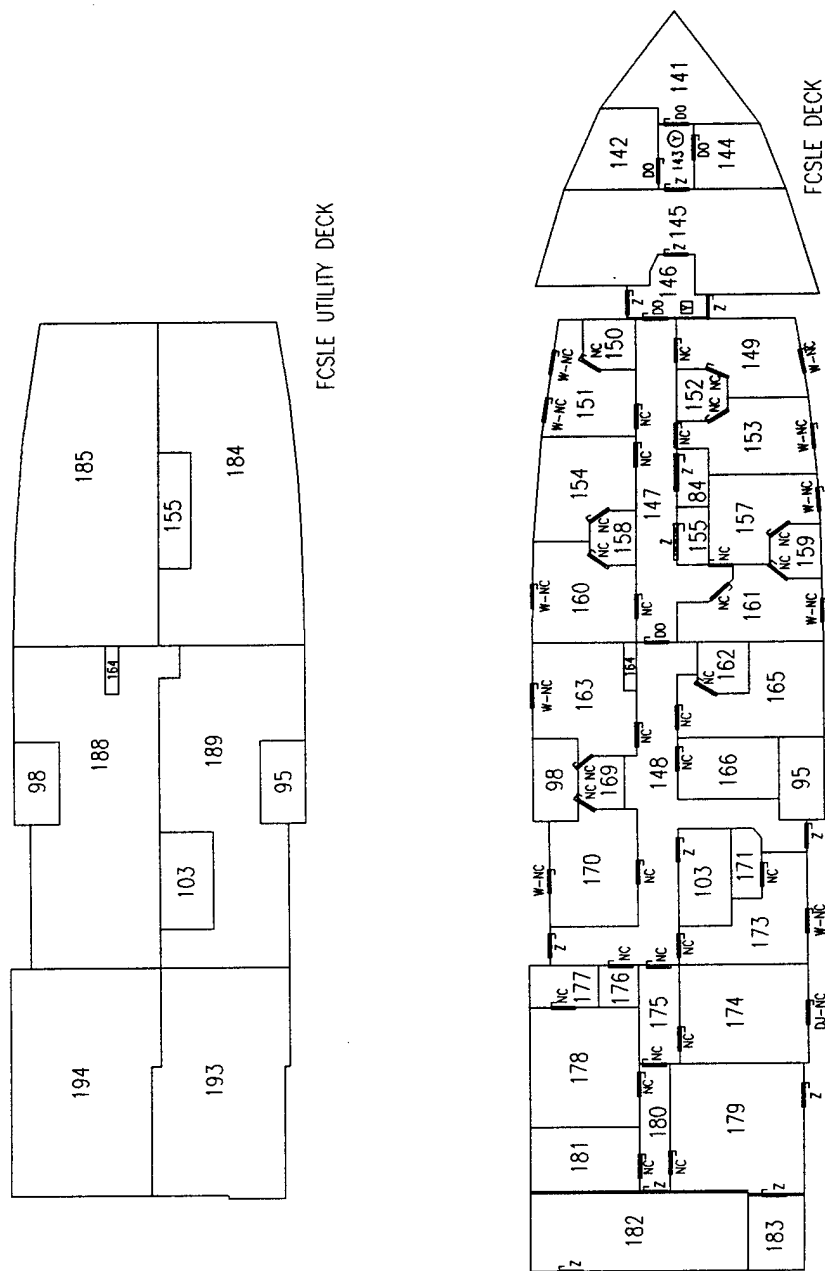 FCSLE UTILITY DECK
185
155
184
164
188
189
98
95
103
194
193
FCSLE DECK
141
DO
142
DO
143 Y
DO
144
Z
145
Z
146
Z
DO
Y
Z
150
NC
W-NC
NC
149
W-NC
151
W-NC
NC
152
NC
NC
NC
153
W-NC
154
NC
147
Z
84
157
W-NC
158
NC
NC
Z
155
NC
159
NC
NC
160
W-NC
NC
NC
161
W-NC
DO
163
164
W-NC
NC
162
NC
165
NC
148
NC
166
98
95
169
NC
NC
170
W-NC
NC
Z
103
171
NC
Z
173
W-NC
Z
NC
NC
NC
177
176
NC
175
174
DJ-NC
NC
178
NC
NC
180
179
Z
181
NC
Z
NC
Z
182
183
Z